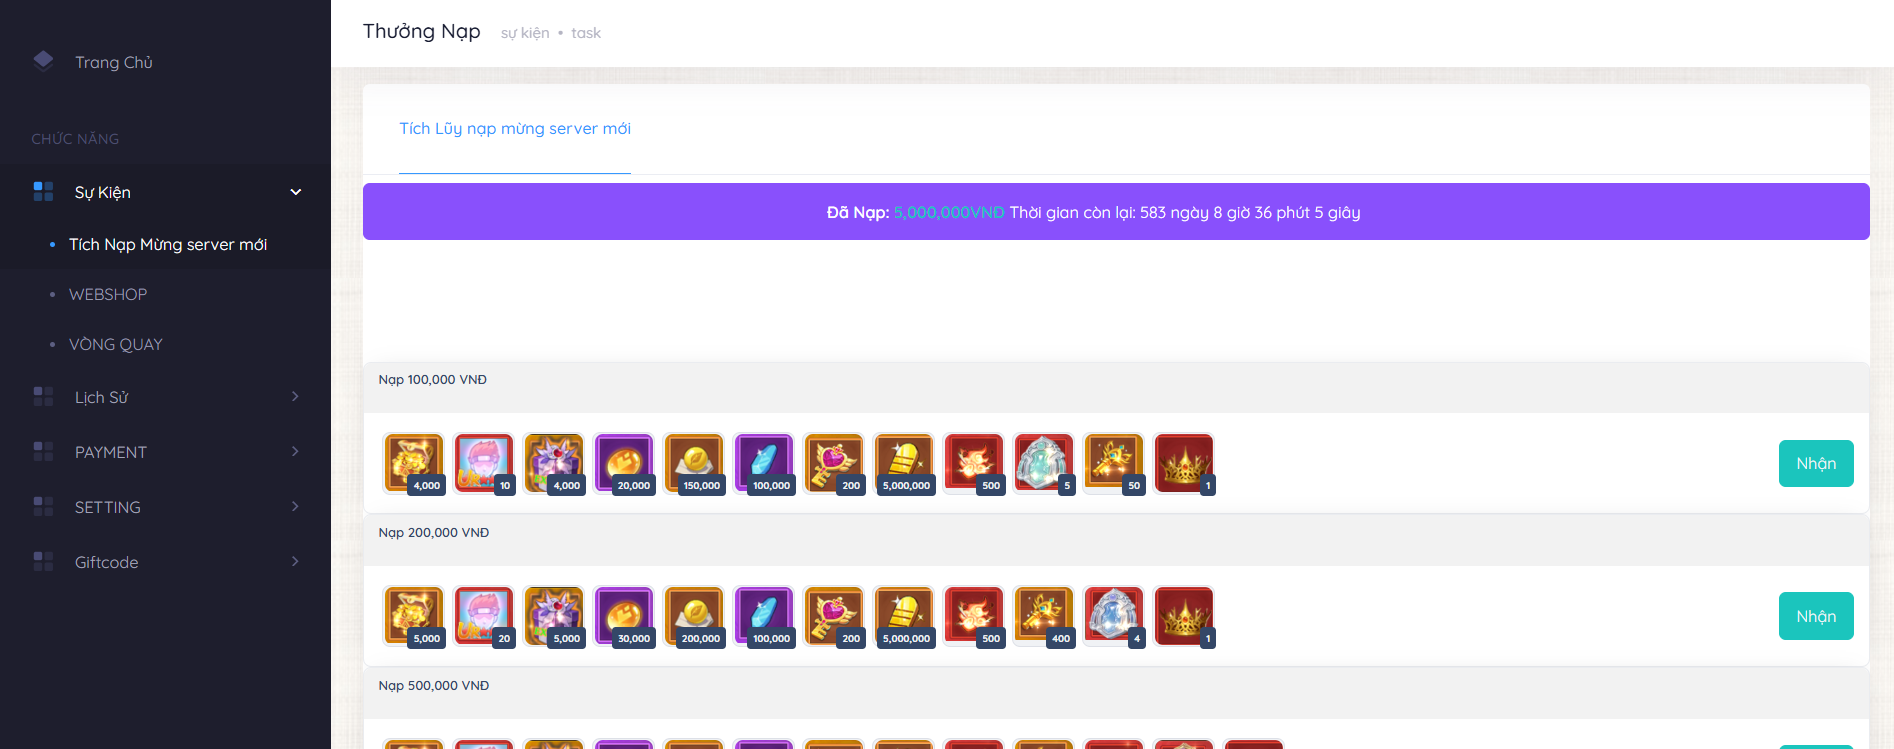 Trang Chủ
CHỨC NĂNG
Sự Kiện
Tích Nạp Mừng server mới
WEBSHOP
VÒNG QUAY
Lịch Sử
PAYMENT
SETTING
Giftcode
Thưởng Nạp sự kiện • task
Tích Lũy nạp mừng server mới
Đã Nạp: 5,000,000VNĐ Thời gian còn lại: 583 ngày 8 giờ 36 phút 5 giây
Nạp 100,000 VNĐ
4,000 10 4,000 20,000 150,000 100,000 200 5,000,000 500 5 50 1
Nhận
Nạp 200,000 VNĐ
5,000 20 5,000 30,000 200,000 100,000 200 5,000,000 500 400 4 1
Nhận
Nạp 500,000 VNĐ